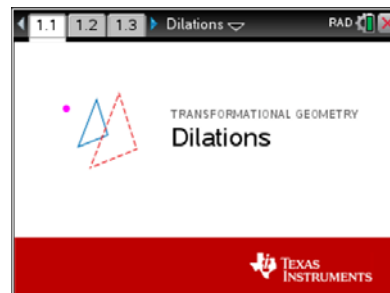 1.1 1.2 1.3 Dilations RAD
TRANSFORMATIONAL GEOMETRY
Dilations
TEXAS
INSTRUMENTS